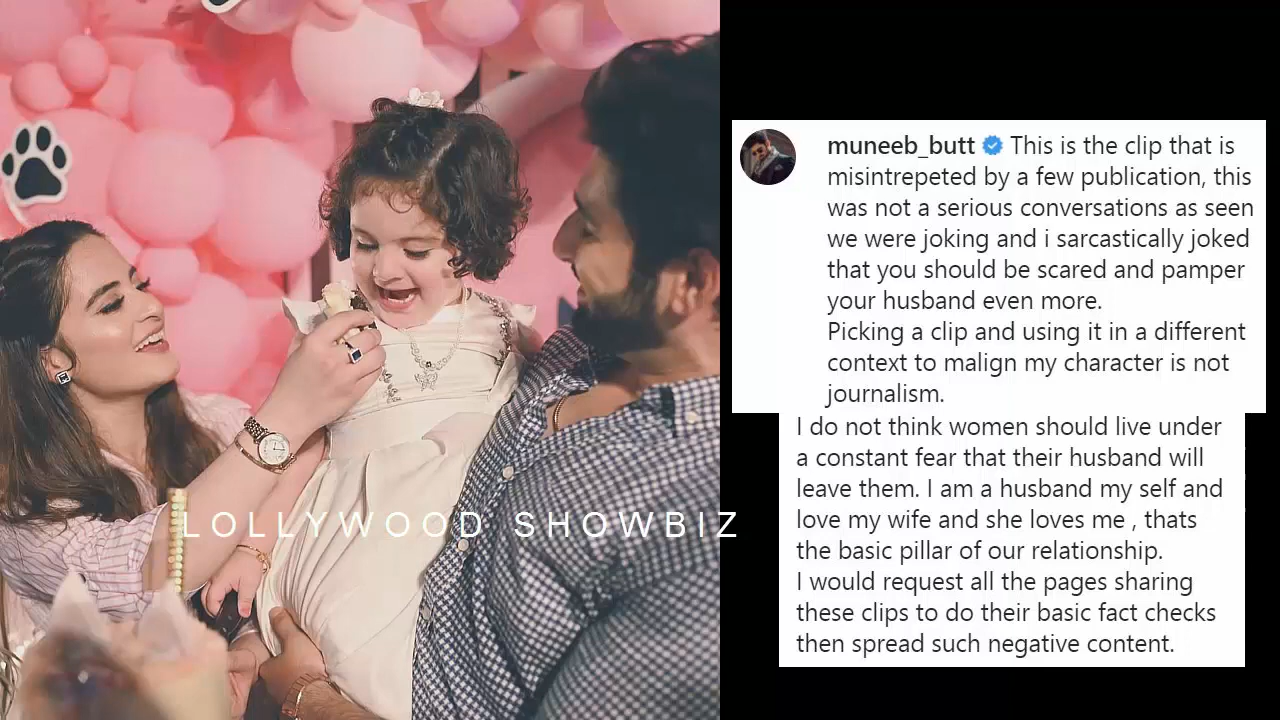 muneeb_butt This is the clip that is
misintrepeted by a few publication, this
was not a serious conversations as seen
we were joking and i sarcastically joked
that you should be scared and pamper
your husband even more.
Picking a clip and using it in a different
context to malign my character is not
journalism.
I do not think women should live under
a constant fear that their husband will
leave them. I am a husband my self and
love my wife and she loves me , thats
the basic pillar of our relationship.
I would request all the pages sharing
these clips to do their basic fact checks
then spread such negative content.
LOLLYWOOD SHOWBIZ